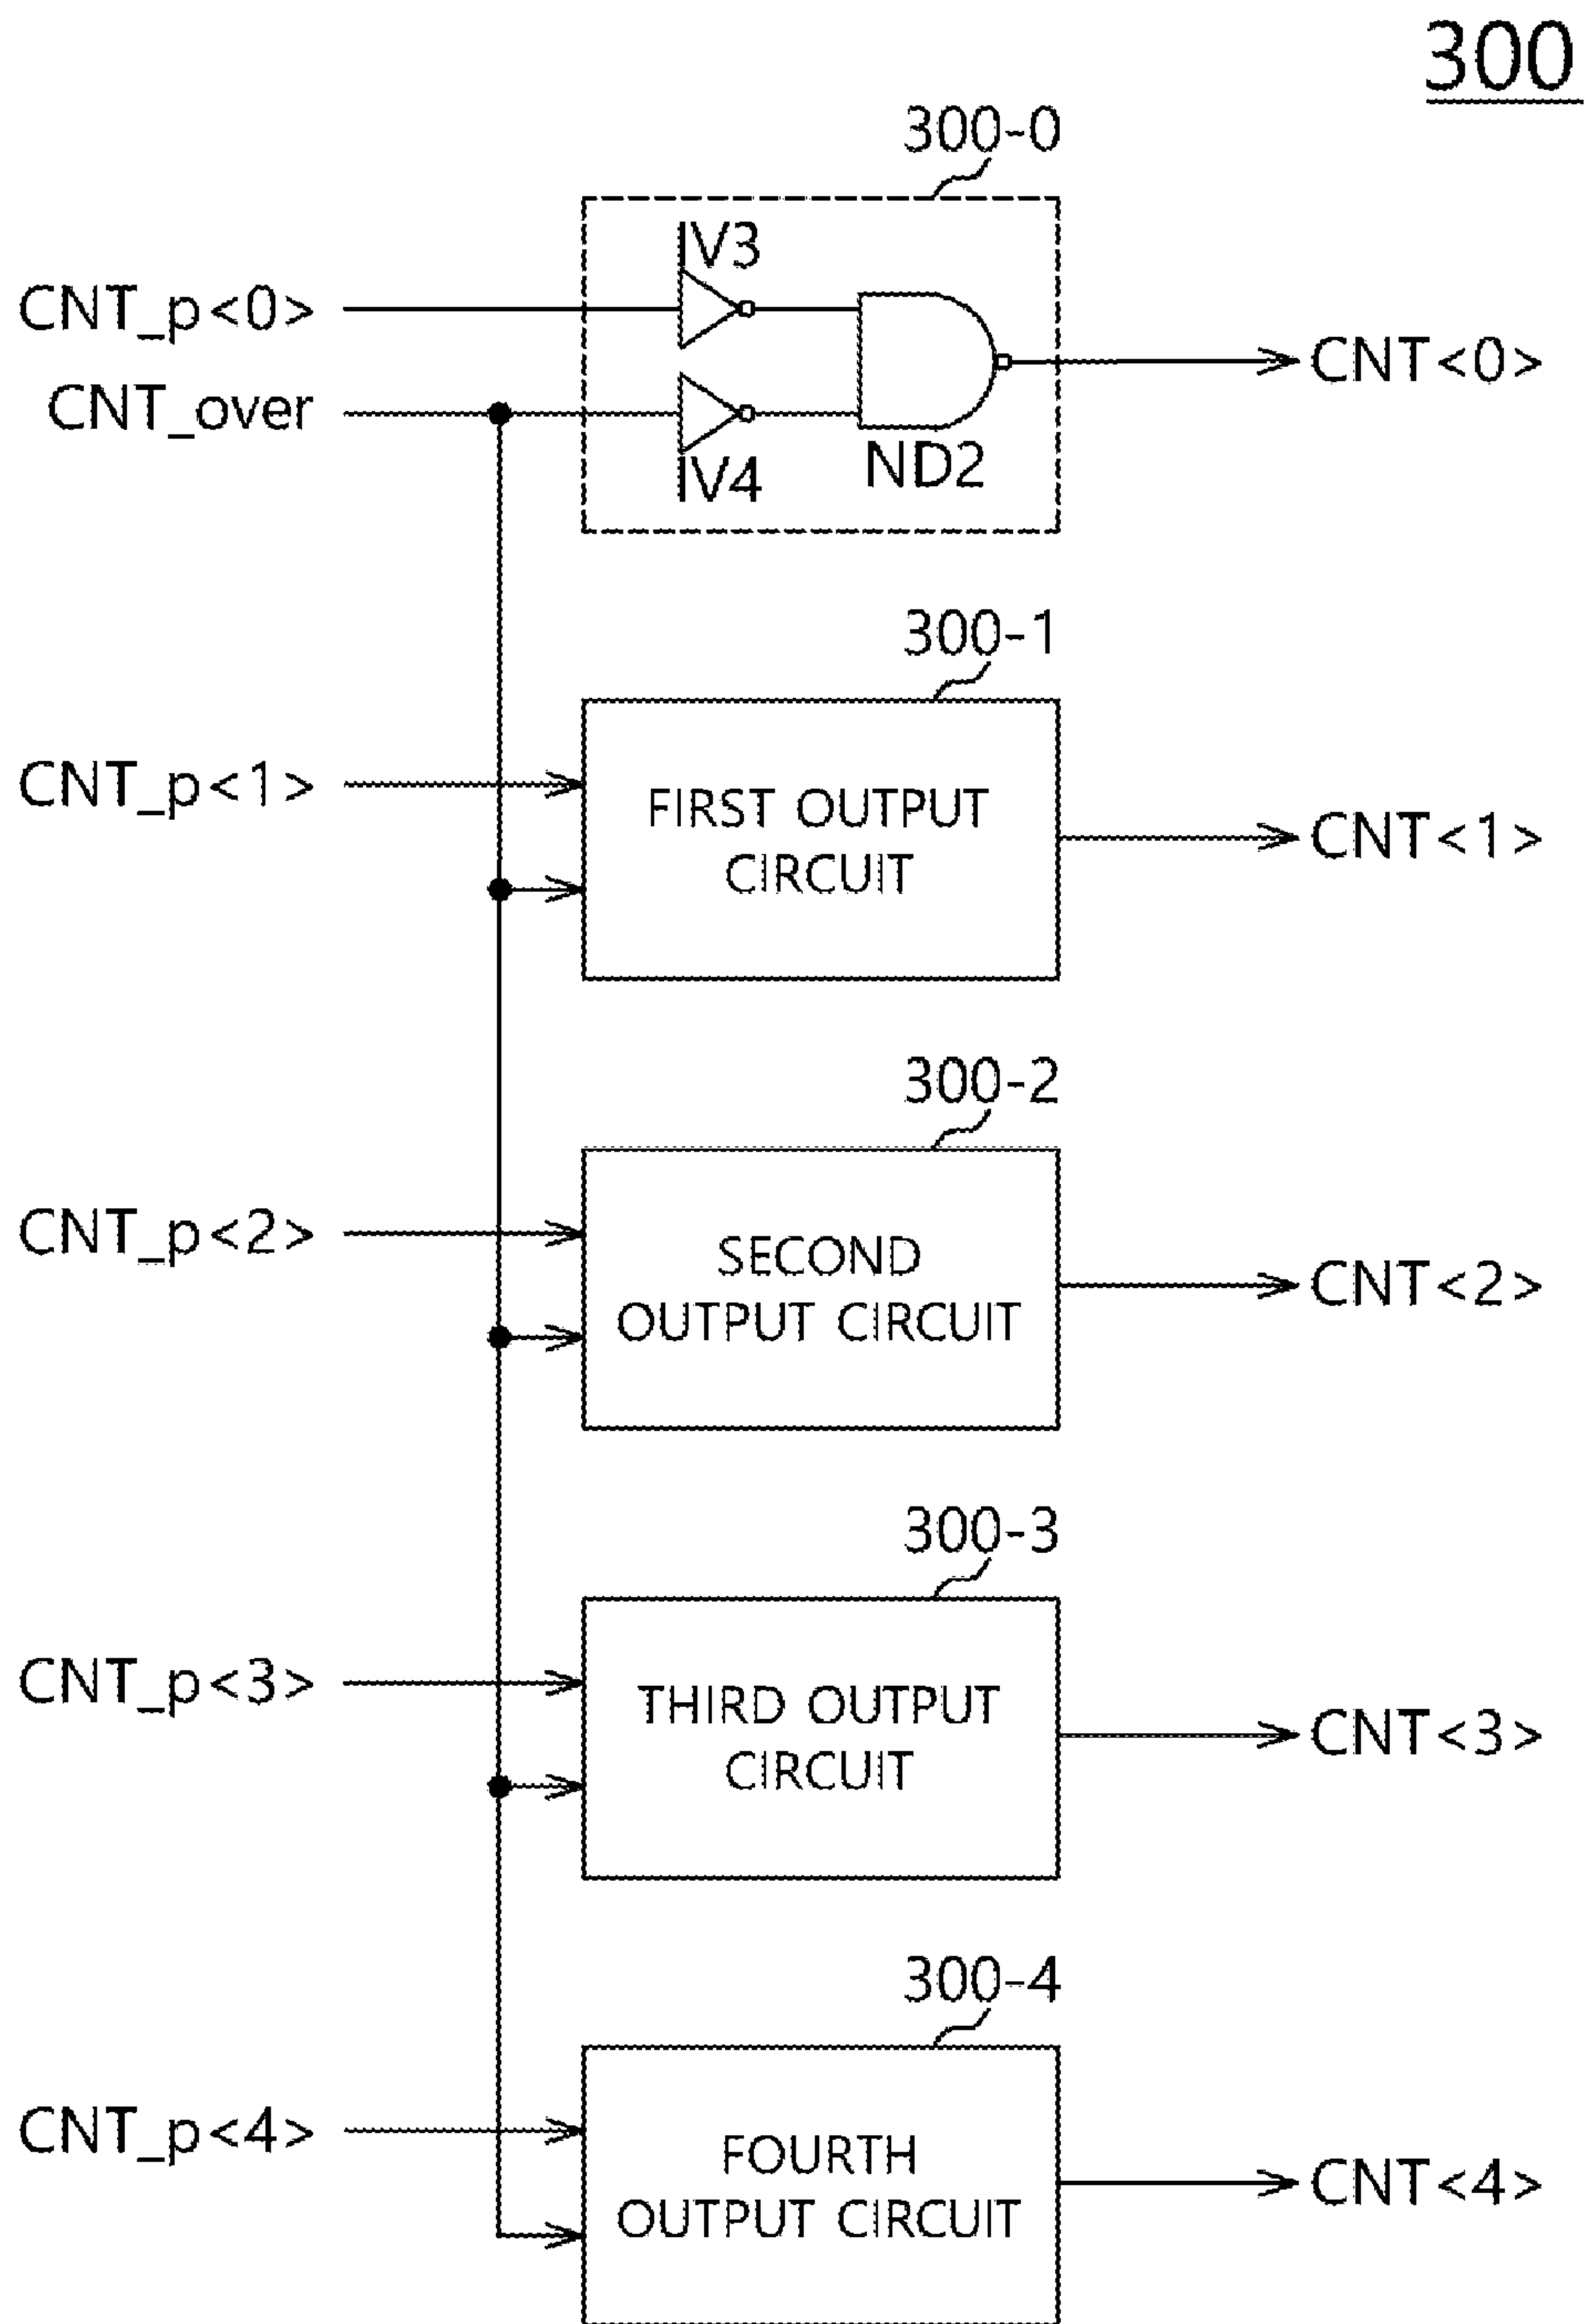 300
300-0
IV3
CNT_p<0>
CNT<0>
CNT_over
IV4
ND2
300-1
CNT_p<1>
FIRST OUTPUT
CIRCUIT
CNT<1>
300-2
CNT_p<2>
SECOND
OUTPUT CIRCUIT
CNT<2>
300-3
CNT_p<3>
THIRD OUTPUT
CIRCUIT
CNT<3>
300-4
CNT_p<4>
FOURTH
OUTPUT CIRCUIT
CNT<4>